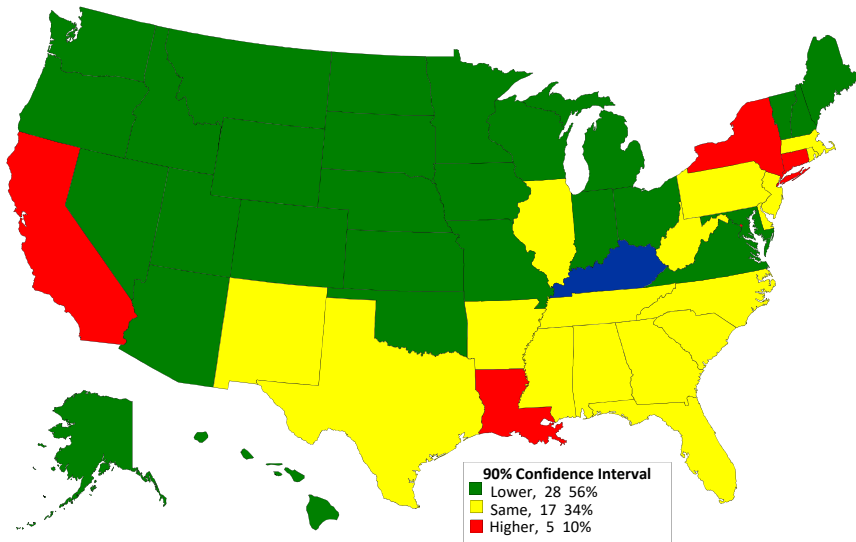 90% Confidence Interval
Lower, 28 56%
Same, 17 34%
Higher, 5 10%